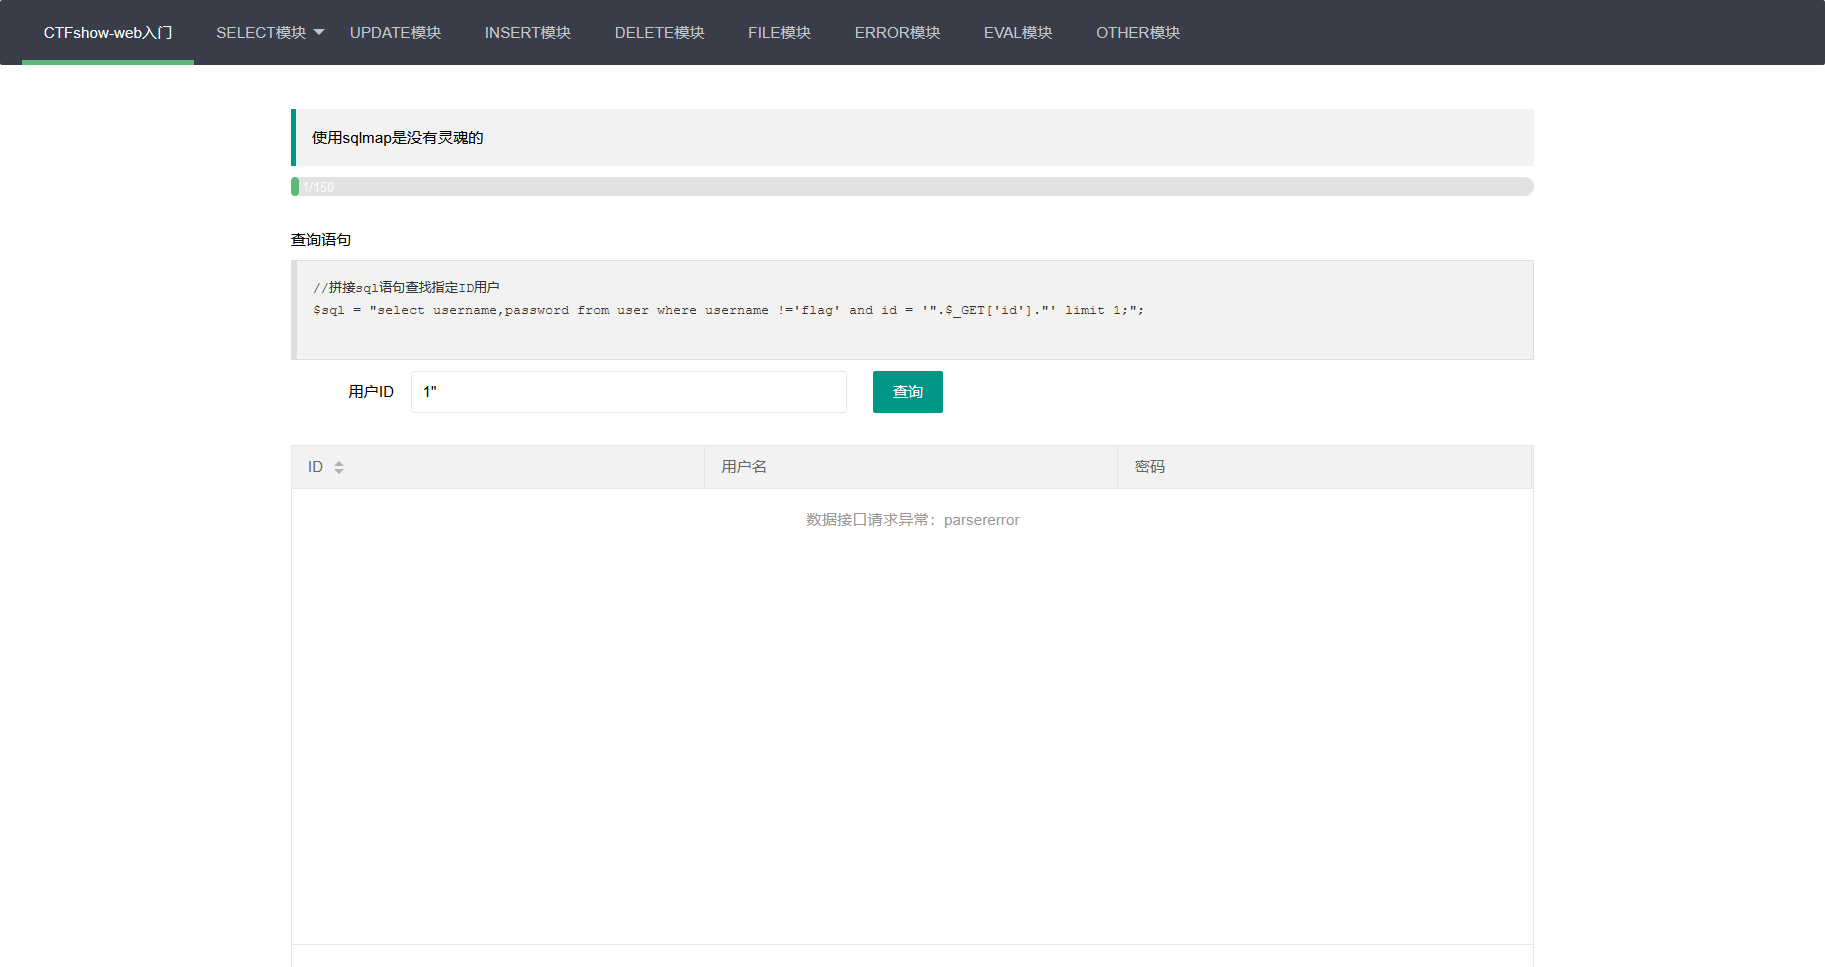 CTFshow-web入门 SELECT模块 UPDATE模块 INSERT模块 DELETE模块 FILE模块 ERROR模块 EVAL模块 OTHER模块
使用sqlmap是没有灵魂的
1/150
查询语句
//拼接sql语句查找指定ID用户
$sql = "select username,password from user where username !='flag' and id = '".$_GET['id']."' limit 1;";
用户ID 1" 查询
ID 用户名 密码
数据接口请求异常：parsererror